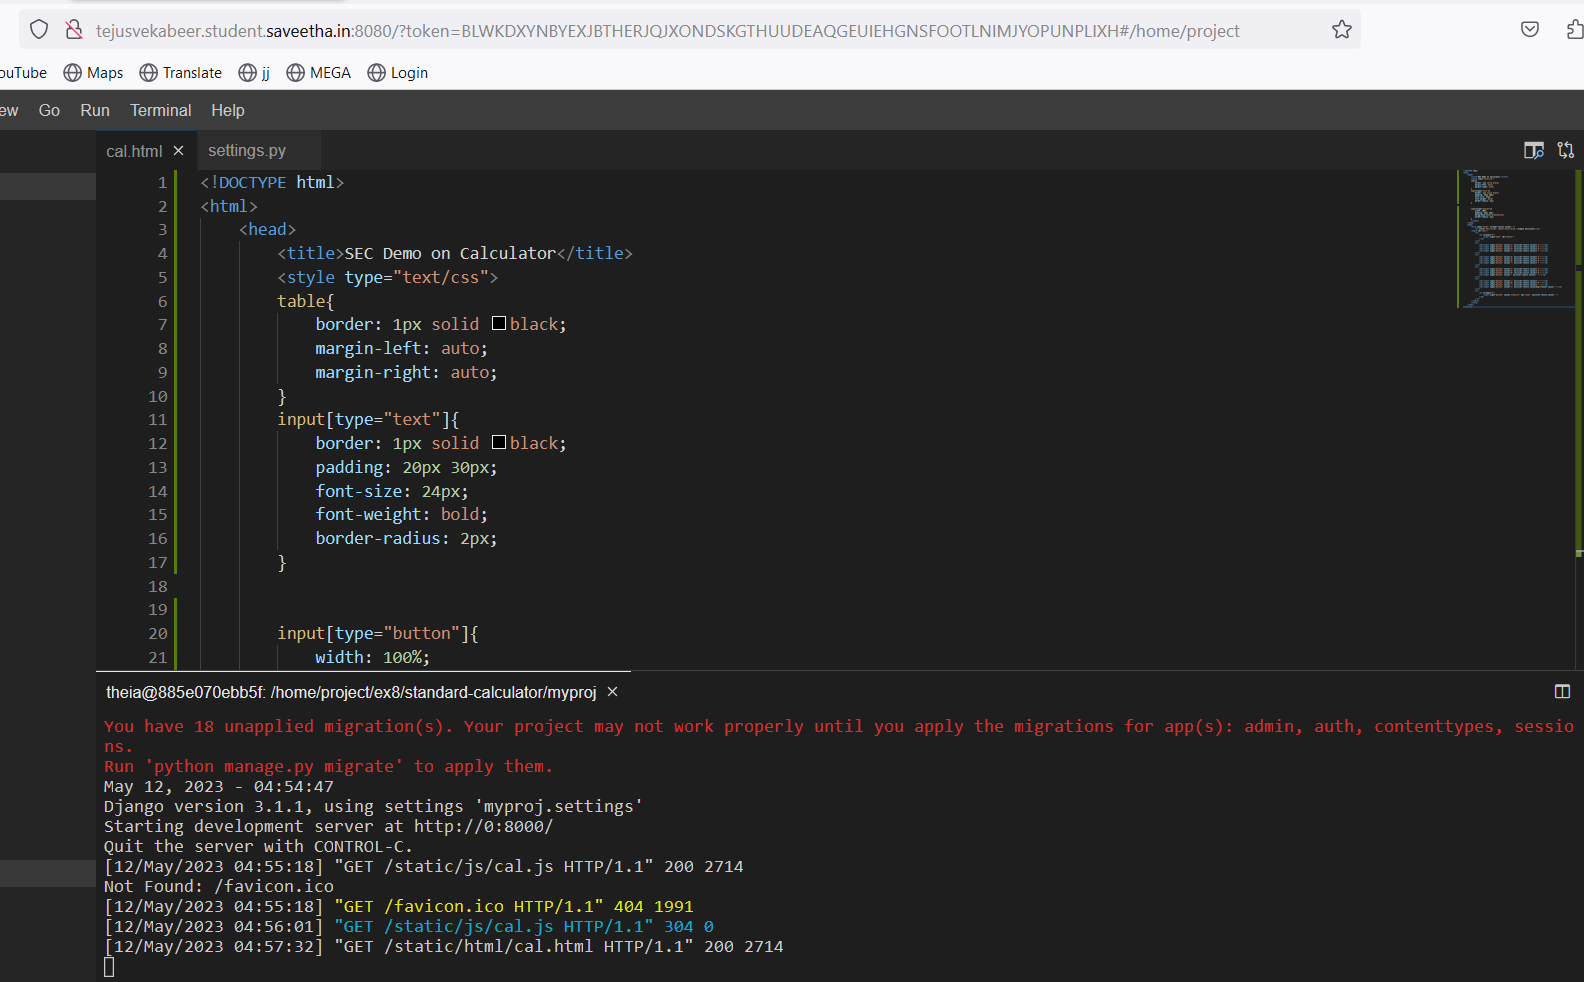 tejusvekabeer.student.saveetha.in:8080/?token=BLWKDXYNBYEXJBTHERJQJXONDSKGTHUUDEAQGEUIEHGNSFOOTLNIMJYOPUNPLIXH#/home/project
ouTube Maps Translate jj MEGA Login
ew Go Run Terminal Help
cal.html settings.py
1 <!DOCTYPE html>
2 <html>
3 <head>
4 <title>SEC Demo on Calculator</title>
5 <style type="text/css">
6 table{
7 border: 1px solid black;
8 margin-left: auto;
9 margin-right: auto;
10 }
11 input[type="text"]{
12 border: 1px solid black;
13 padding: 20px 30px;
14 font-size: 24px;
15 font-weight: bold;
16 border-radius: 2px;
17 }
18
19
20 input[type="button"]{
21 width: 100%;
theia@885e070ebb5f: /home/project/ex8/standard-calculator/myproj
You have 18 unapplied migration(s). Your project may not work properly until you apply the migrations for app(s): admin, auth, contenttypes, sessio
ns.
Run 'python manage.py migrate' to apply them.
May 12, 2023 - 04:54:47
Django version 3.1.1, using settings 'myproj.settings'
Starting development server at http://0:8000/
Quit the server with CONTROL-C.
[12/May/2023 04:55:18] "GET /static/js/cal.js HTTP/1.1" 200 2714
Not Found: /favicon.ico
[12/May/2023 04:55:18] "GET /favicon.ico HTTP/1.1" 404 1991
[12/May/2023 04:56:01] "GET /static/js/cal.js HTTP/1.1" 304 0
[12/May/2023 04:57:32] "GET /static/html/cal.html HTTP/1.1" 200 2714